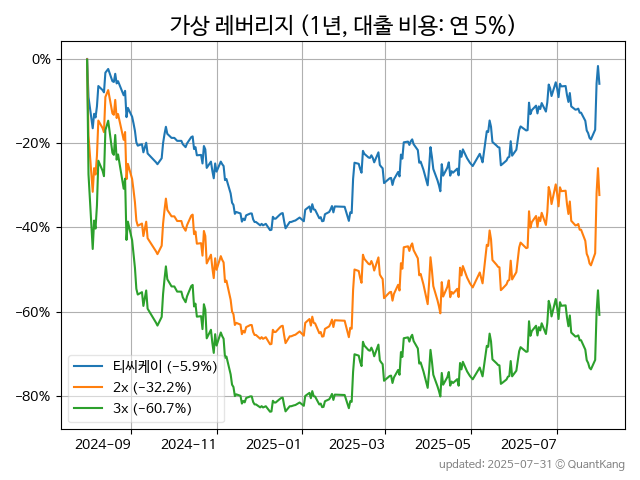 가상 레버리지 (1년, 대출 비용: 연 5%)
0%
−20%
−40%
−60%
−80%
티씨케이 (−5.9%)
2x (−32.2%)
3x (−60.7%)
2024−09 2024−11 2025−01 2025−03 2025−05 2025−07
updated: 2025-07-31 © QuantKang